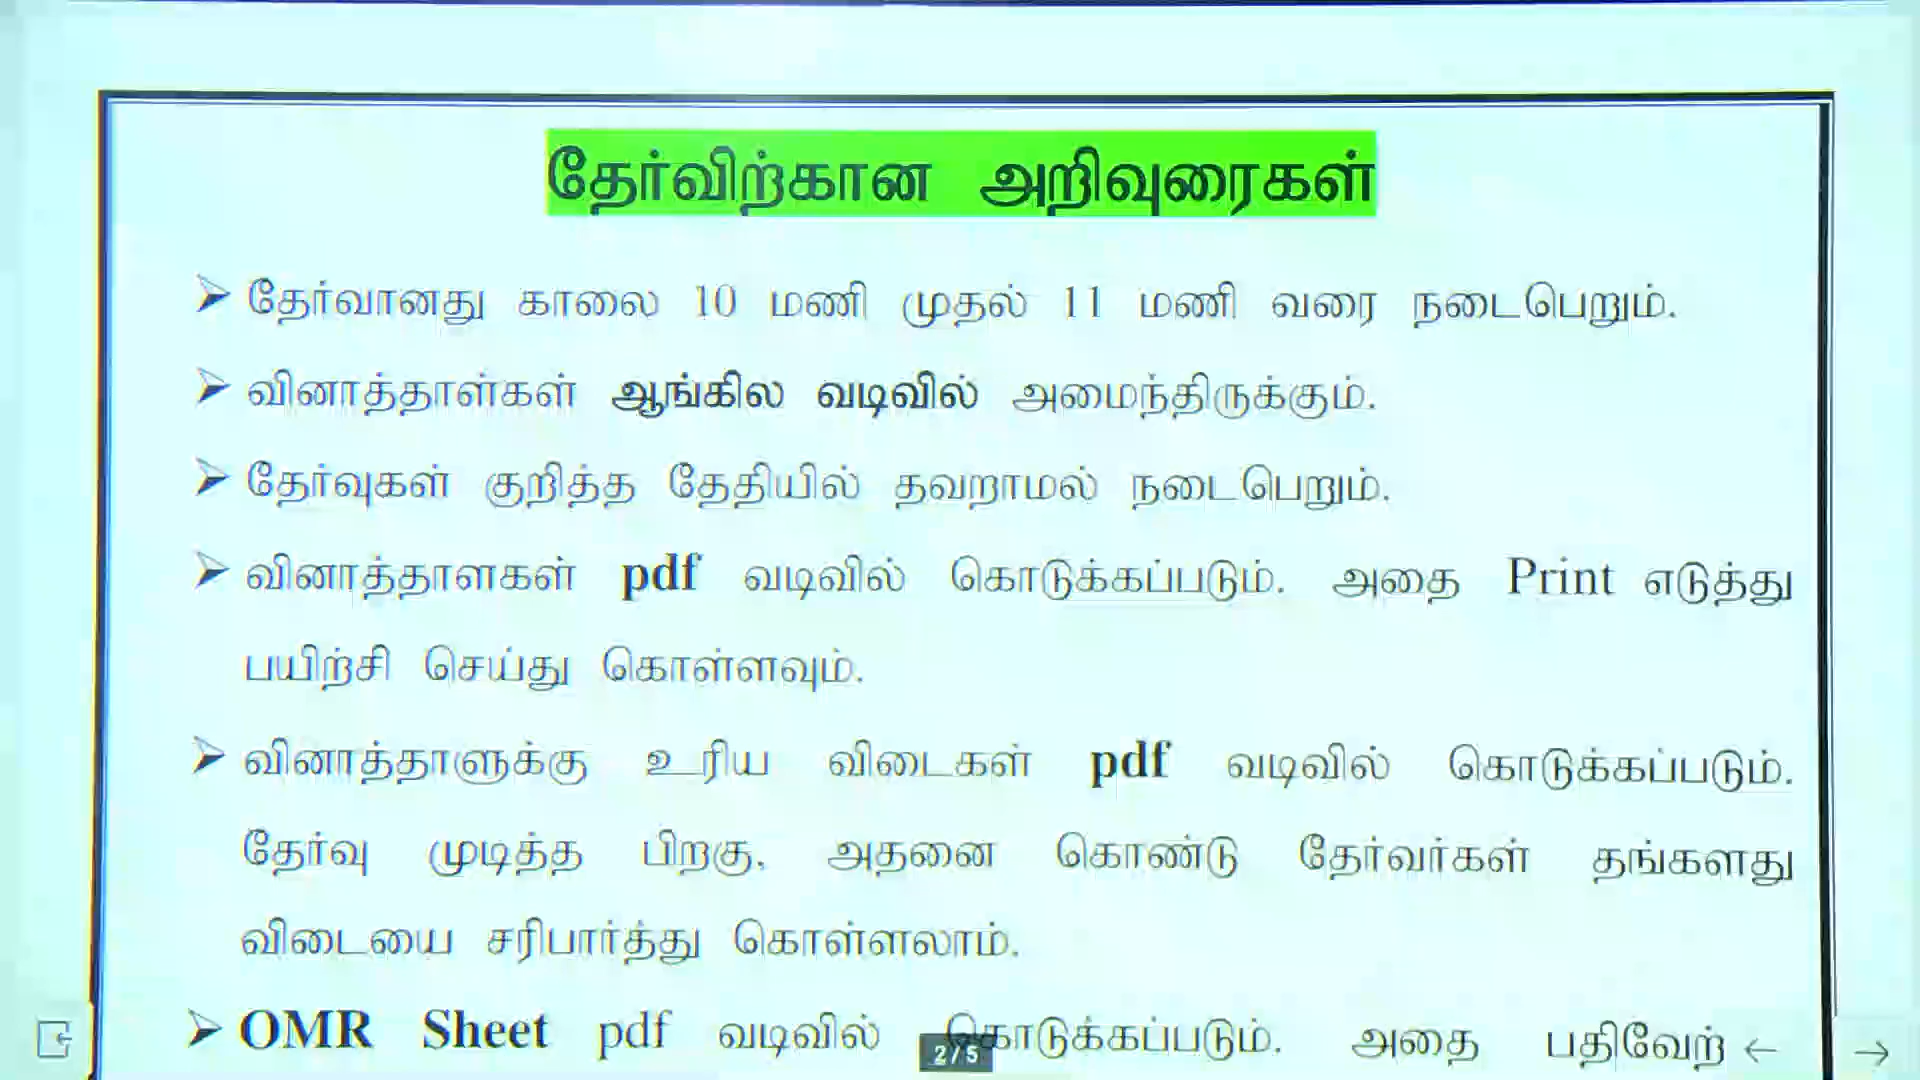 தேர்விற்கான அறிவுரைகள்
➢ தேர்வானது காலை 10 மணி முதல் 11 மணி வரை நடைபெறும்.
➢ வினாத்தாள்கள் ஆங்கில வடிவில் அமைந்திருக்கும்.
➢ தேர்வுகள் குறித்த தேதியில் தவறாமல் நடைபெறும்.
➢ வினாத்தாளகள் pdf வடிவில் கொடுக்கப்படும். அதை Print எடுத்து
பயிற்சி செய்து கொள்ளவும்.
➢ வினாத்தாளுக்கு உரிய விடைகள் pdf வடிவில் கொடுக்கப்படும்.
தேர்வு முடித்த பிறகு, அதனை கொண்டு தேர்வர்கள் தங்களது
விடையை சரிபார்த்து கொள்ளலாம்.
➢ OMR Sheet pdf வடிவில் கொடுக்கப்படும். அதை பதிவேற்
2 / 5